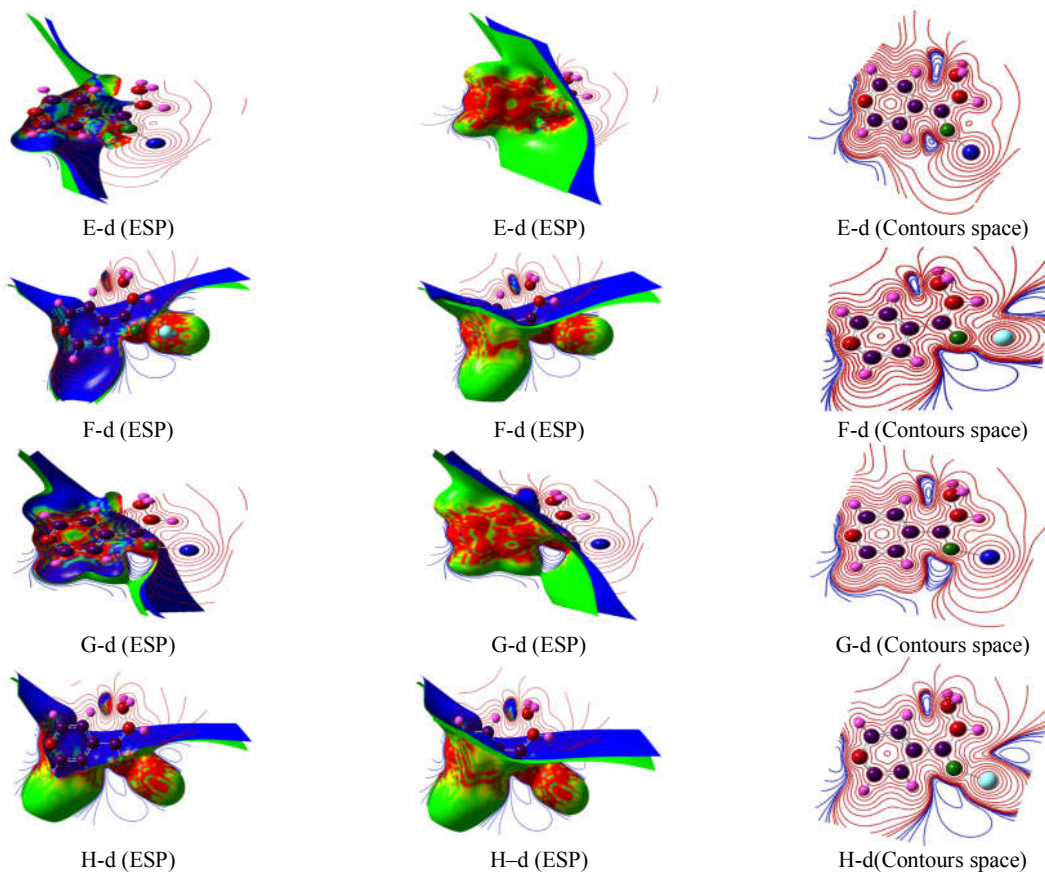 E-d (ESP) E-d (ESP) E-d (Contours space)
F-d (ESP) F-d (ESP) F-d (Contours space)
G-d (ESP) G-d (ESP) G-d (Contours space)
H-d (ESP) H–d (ESP) H-d(Contours space)